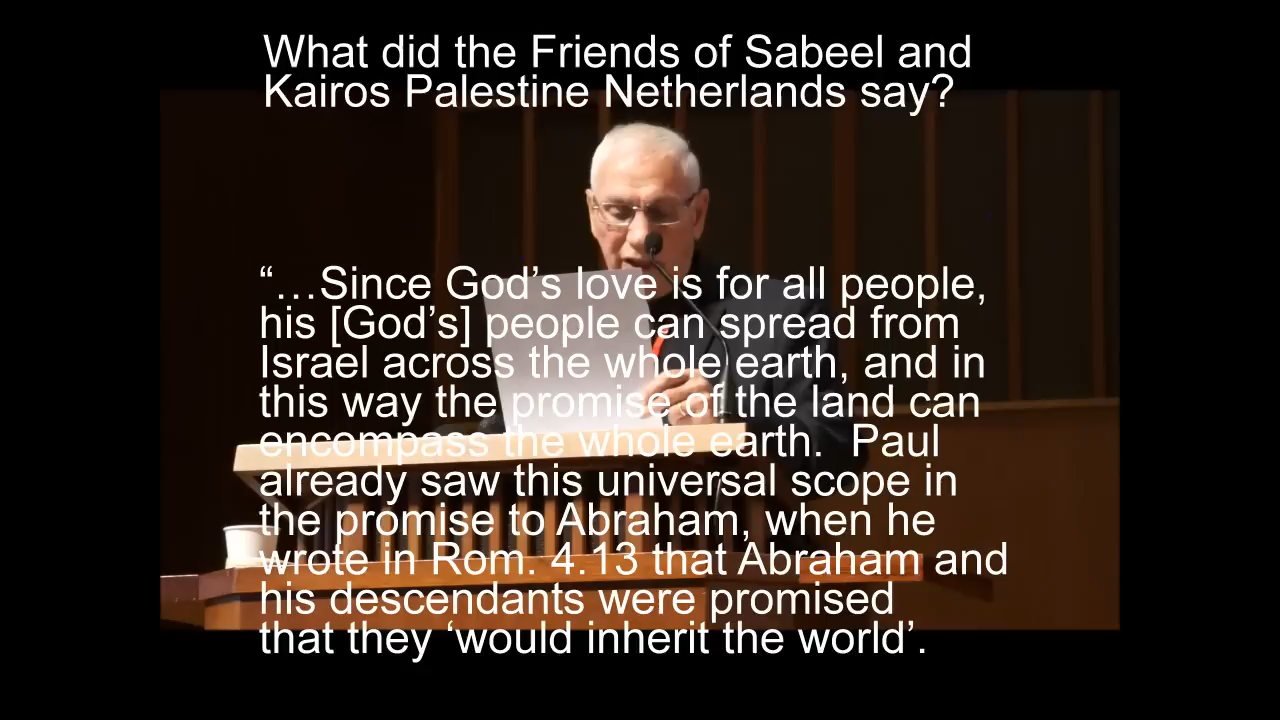 What did the Friends of Sabeel and
Kairos Palestine Netherlands say?
“…Since God’s love is for all people,
his [God’s] people can spread from
Israel across the whole earth, and in
this way the promise of the land can
encompass the whole earth.  Paul
already saw this universal scope in
the promise to Abraham, when he
wrote in Rom. 4.13 that Abraham and
his descendants were promised
that they ‘would inherit the world’.